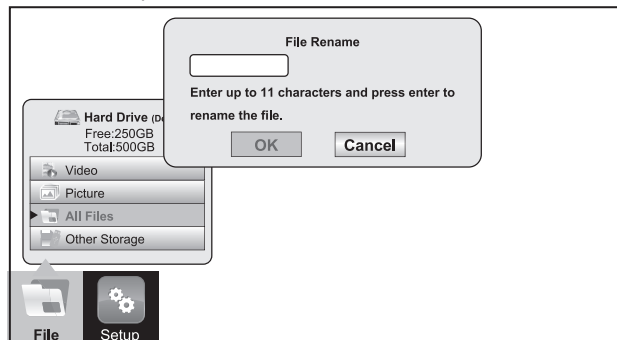 File Rename
Enter up to 11 characters and press enter to
rename the file.
OK
Cancel
Hard Drive
Free:250GB
Total:500GB
Video
Picture
All Files
Other Storage
File
Setup